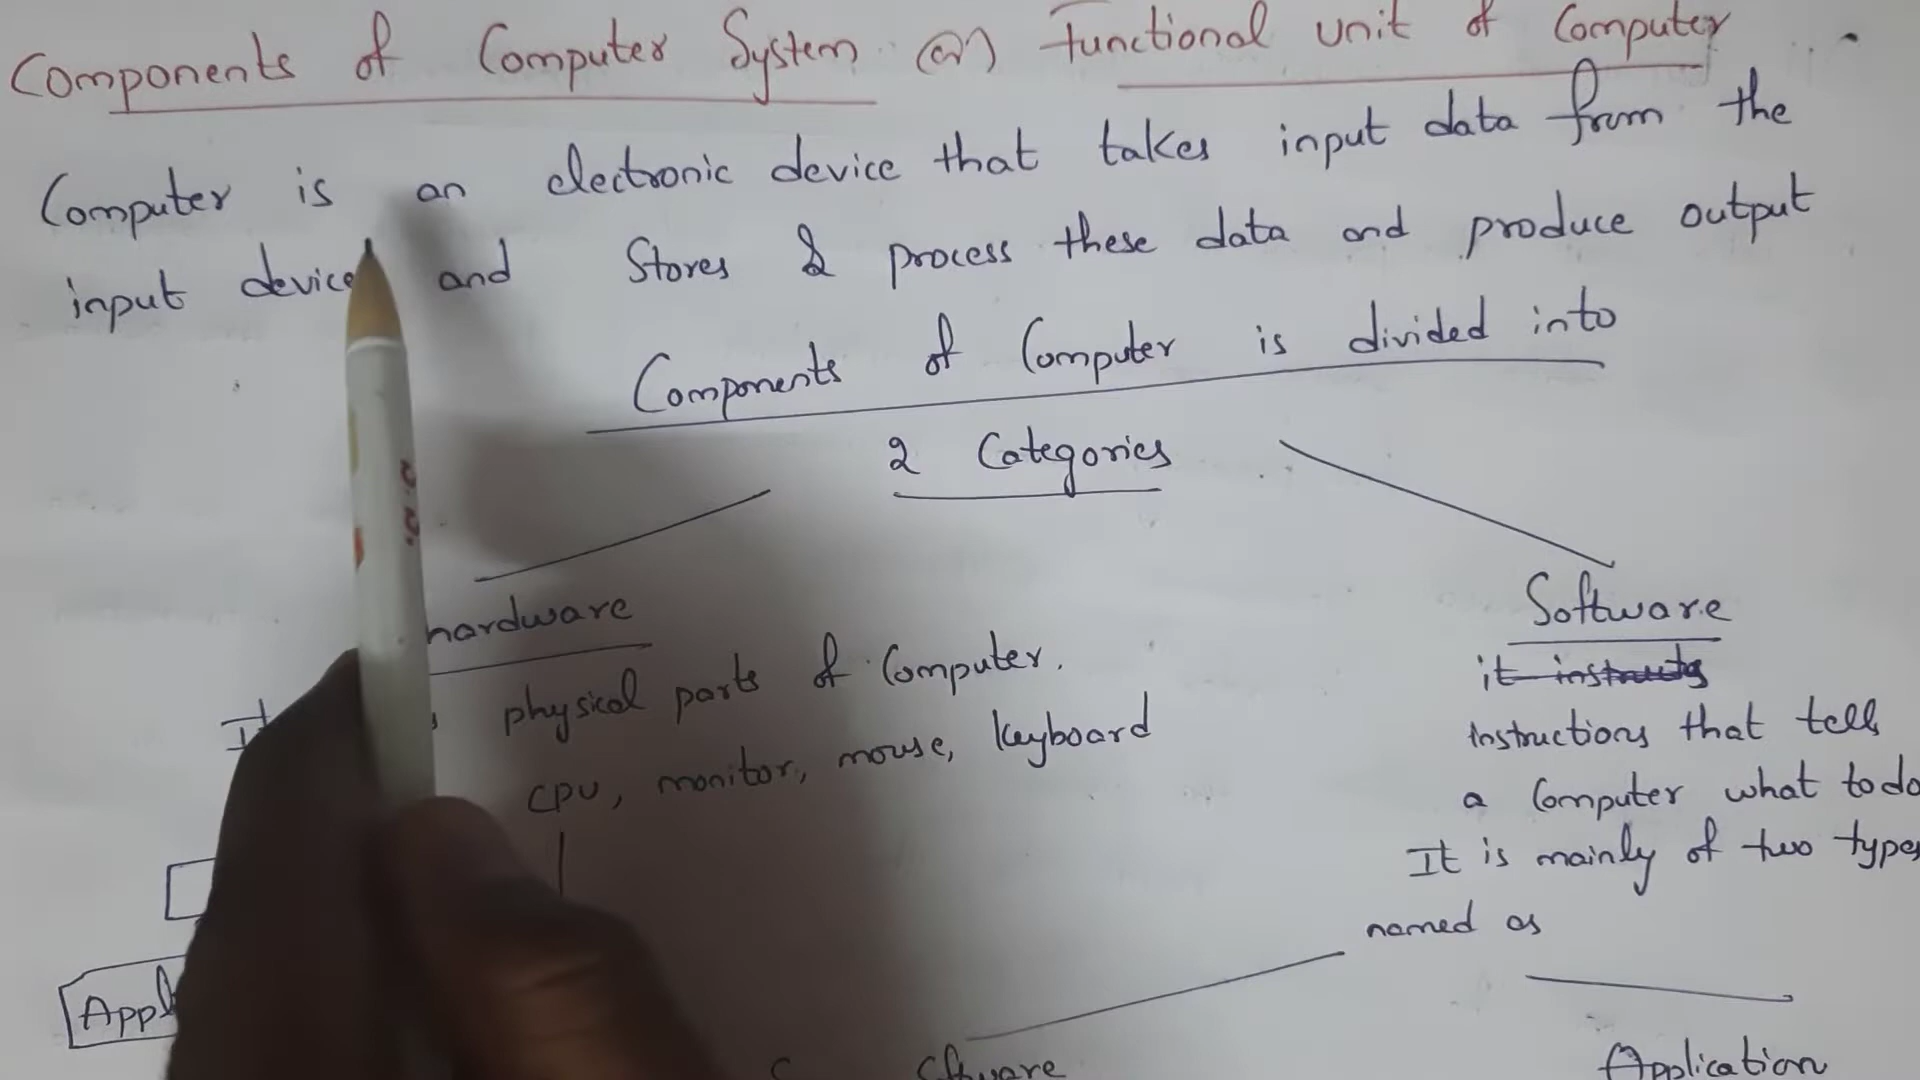 Components of Computer System (or) Functional unit of Computer
Computer is an electronic device that takes input data from the
input device and Stores & process these data and produce output
Components of Computer is divided into
2 Categories
hardware
Software
It physical parts of Computer.
it instructs
CPU, monitor, mouse, keyboard
instructions that tell
a Computer what to do
It is mainly of two types
named as
Appl
Application